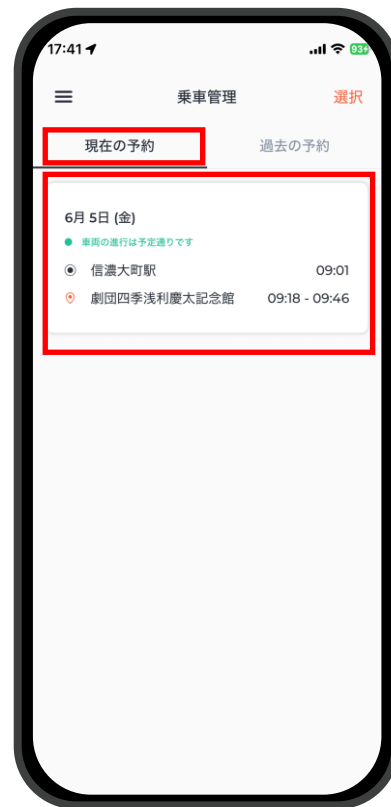 17:41
93
乗車管理
選択
現在の予約
過去の予約
6月 5日 (金)
車両の進行は予定通りです
信濃大町駅 09:01
劇団四季浅利慶太記念館 09:18 - 09:46